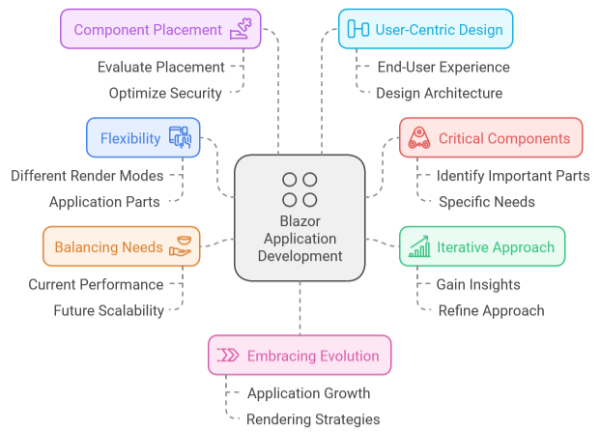 Component Placement
Evaluate Placement
Optimize Security
User-Centric Design
End-User Experience
Design Architecture
Flexibility
Different Render Modes
Application Parts
Critical Components
Identify Important Parts
Specific Needs
Blazor
Application
Development
Balancing Needs
Current Performance
Future Scalability
Iterative Approach
Gain Insights
Refine Approach
Embracing Evolution
Application Growth
Rendering Strategies